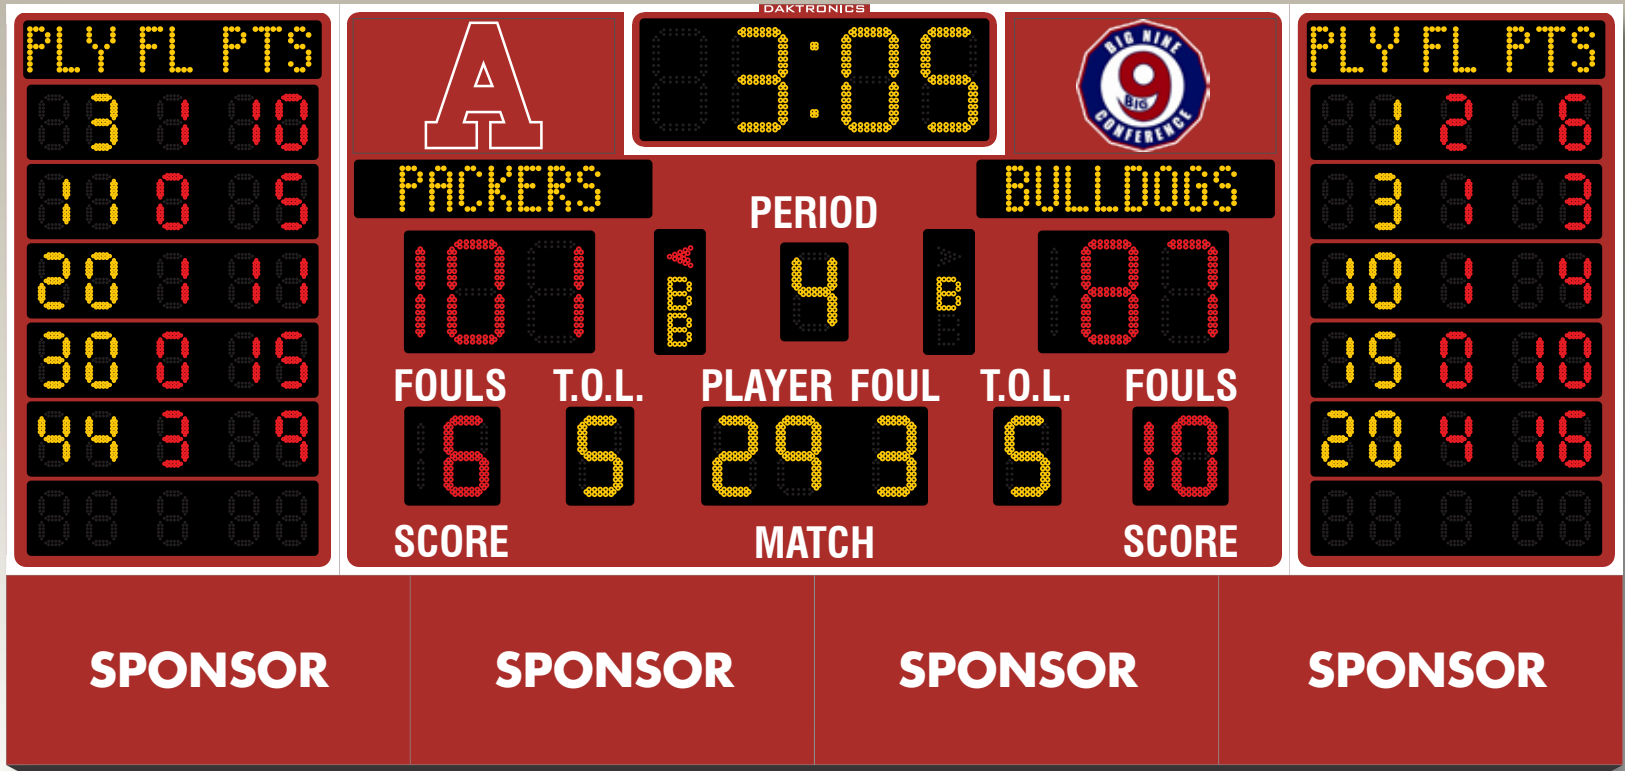 DAKTRONICS
PLY FL PTS
3 1 10
11 0 5
20 1 11
30 0 15
44 3 9
A
3:05
BIG NINE
9
BIG
CONFERENCE
PACKERS
BULLDOGS
PERIOD
101
B
B
4
B
87
FOULS T.O.L. PLAYER FOUL T.O.L. FOULS
6 5 29 3 5 10
SCORE MATCH SCORE
PLY FL PTS
1 2 6
3 1 3
10 1 4
15 0 10
20 4 16
SPONSOR SPONSOR SPONSOR SPONSOR